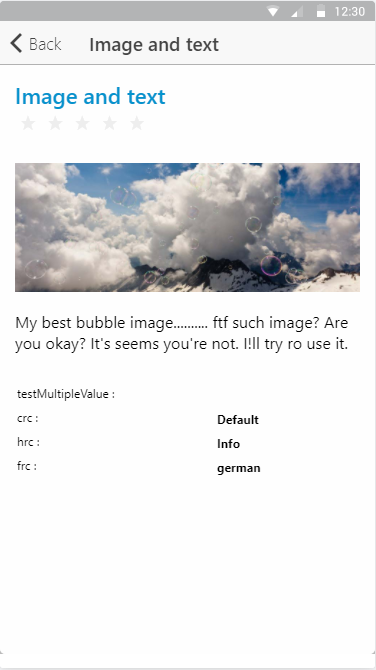 12:30
Back Image and text
Image and text
My best bubble image.......... ftf such image? Are
you okay? It's seems you're not. I!ll try ro use it.
testMultipleValue :
crc : Default
hrc : Info
frc : german